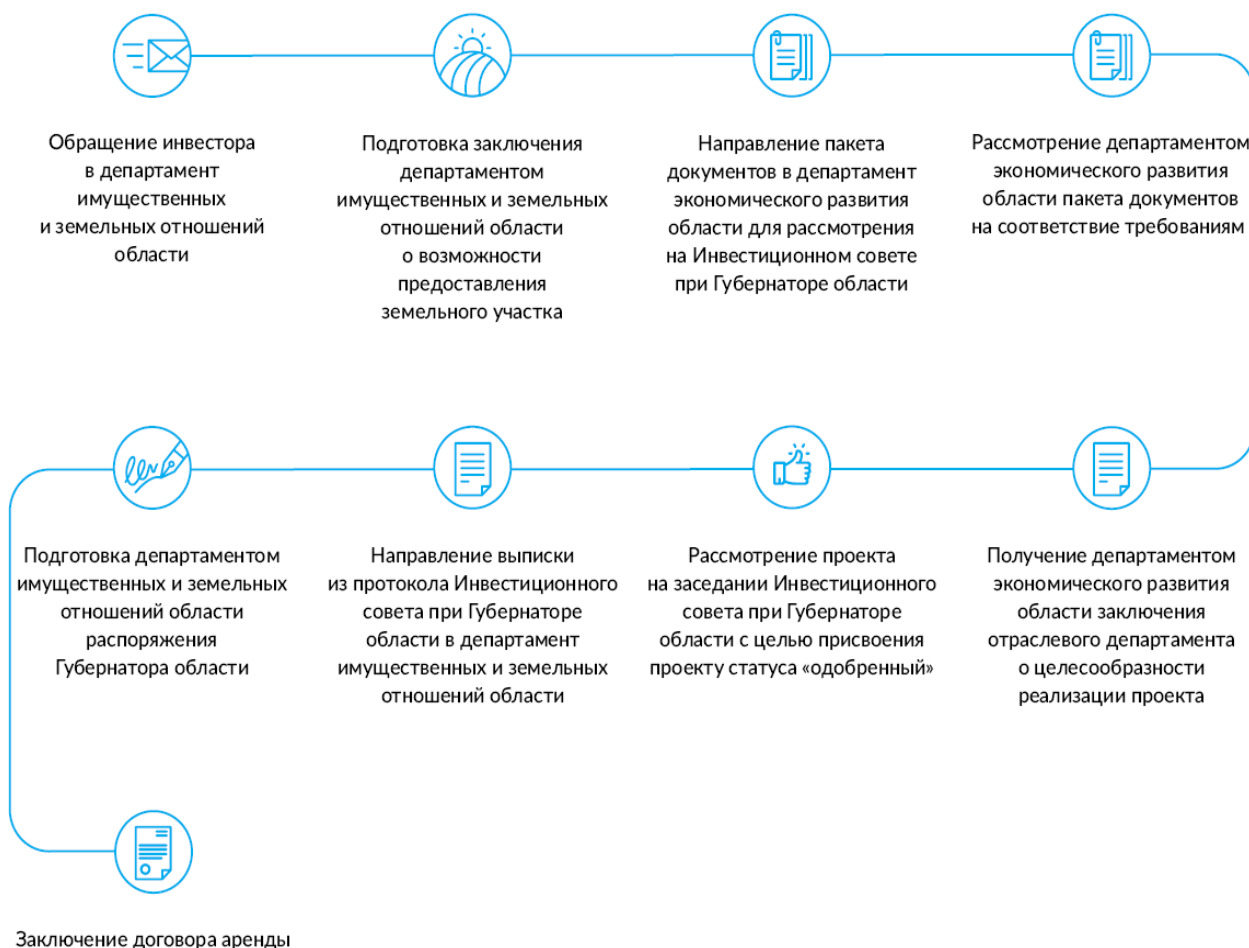 Обращение инвестора
в департамент
имущественных
и земельных отношений
области
Подготовка заключения
департаментом
имущественных и земельных
отношений области
о возможности
предоставления
земельного участка
Направление пакета
документов в департамент
экономического развития
области для рассмотрения
на Инвестиционном совете
при Губернаторе области
Рассмотрение департаментом
экономического развития
области пакета документов
на соответствие требованиям
Получение департаментом
экономического развития
области заключения
отраслевого департамента
о целесообразности
реализации проекта
Рассмотрение проекта
на заседании Инвестиционного
совета при Губернаторе
области с целью присвоения
проекту статуса «одобренный»
Направление выписки
из протокола Инвестиционного
совета при Губернаторе
области в департамент
имущественных и земельных
отношений области
Подготовка департаментом
имущественных и земельных
отношений области
распоряжения
Губернатора области
Заключение договора аренды